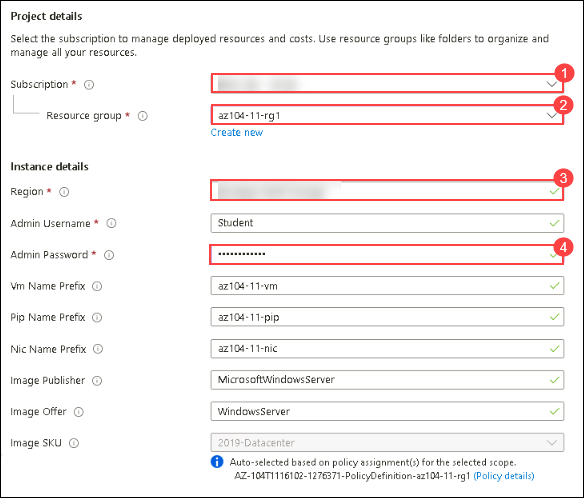 Project details
Select the subscription to manage deployed resources and costs. Use resource groups like folders to organize and
manage all your resources.
Subscription * 1
Resource group * az104-11-rg1 2
Create new
Instance details
Region * 3
Admin Username * Student
Admin Password * •••••••••••• 4
Vm Name Prefix az104-11-vm
Pip Name Prefix az104-11-pip
Nic Name Prefix az104-11-nic
Image Publisher MicrosoftWindowsServer
Image Offer WindowsServer
Image SKU 2019-Datacenter
Auto-selected based on policy assignment(s) for the selected scope.
AZ-104T1116102-1276371-PolicyDefinition-az104-11-rg1 (Policy details)